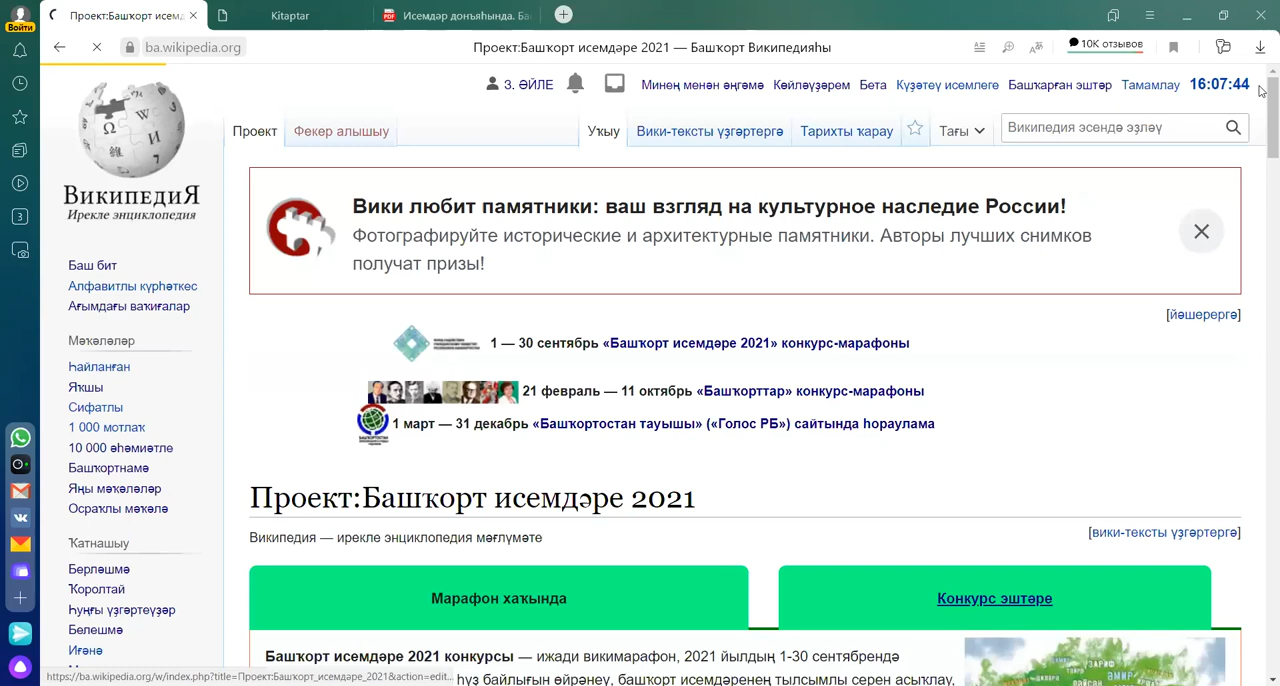 Проект:Башҡорт исемд
Kitaptar
Исемдәр донъяһында. Ба
Войти
ba.wikipedia.org
Проект:Башҡорт исемдәре 2021 — Башҡорт Википедияһы
10K отзывов
З. ӘЙЛЕ
Минең менән әңгәмә
Көйләүҙәрем
Бета
Күҙәтеү исемлеге
Башҡарған эштәр
Тамамлау
16:07:44
Проект
Фекер алышыу
Уҡыу
Вики-тексты үҙгәртергә
Тарихты ҡарау
Тағы
Википедия эсендә эҙләү
ВикипедиЯ
Ирекле энциклопедия
Вики любит памятники: ваш взгляд на культурное наследие России!
Фотографируйте исторические и архитектурные памятники. Авторы лучших снимков
получат призы!
[йәшерергә]
1 — 30 сентябрь «Башҡорт исемдәре 2021» конкурс-марафоны
21 февраль — 11 октябрь «Башҡорттар» конкурс-марафоны
1 март — 31 декабрь «Башҡортостан тауышы» («Голос РБ») сайтында һораулама
Баш бит
Алфавитлы күрһәткес
Ағымдағы ваҡиғалар
Мәҡәләләр
Һайланған
Яҡшы
Сифатлы
1 000 мотлаҡ
10 000 әһәмиәтле
Башҡортнамә
Яңы мәҡәләләр
Осраҡлы мәҡәлә
Ҡатнашыу
Берләшмә
Ҡоролтай
Һуңғы үҙгәртеүҙәр
Белешмә
Иғәнә
Проект:Башҡорт исемдәре 2021
Википедия — ирекле энциклопедия мәғлүмәте
[вики-тексты үҙгәртергә]
Марафон хаҡында
Конкурс эштәре
Башҡорт исемдәре 2021 конкурсы — ижади викимарафон, 2021 йылдың 1-30 сентябрендә
һүҙ байлығын өйрәнеү, башҡорт исемдәренең тылсымлы серен асыҡлау,
ЗАРИФ
АМИР
https://ba.wikipedia.org/w/index.php?title=Проект:Башҡорт_исемдәре_2021&action=edit...